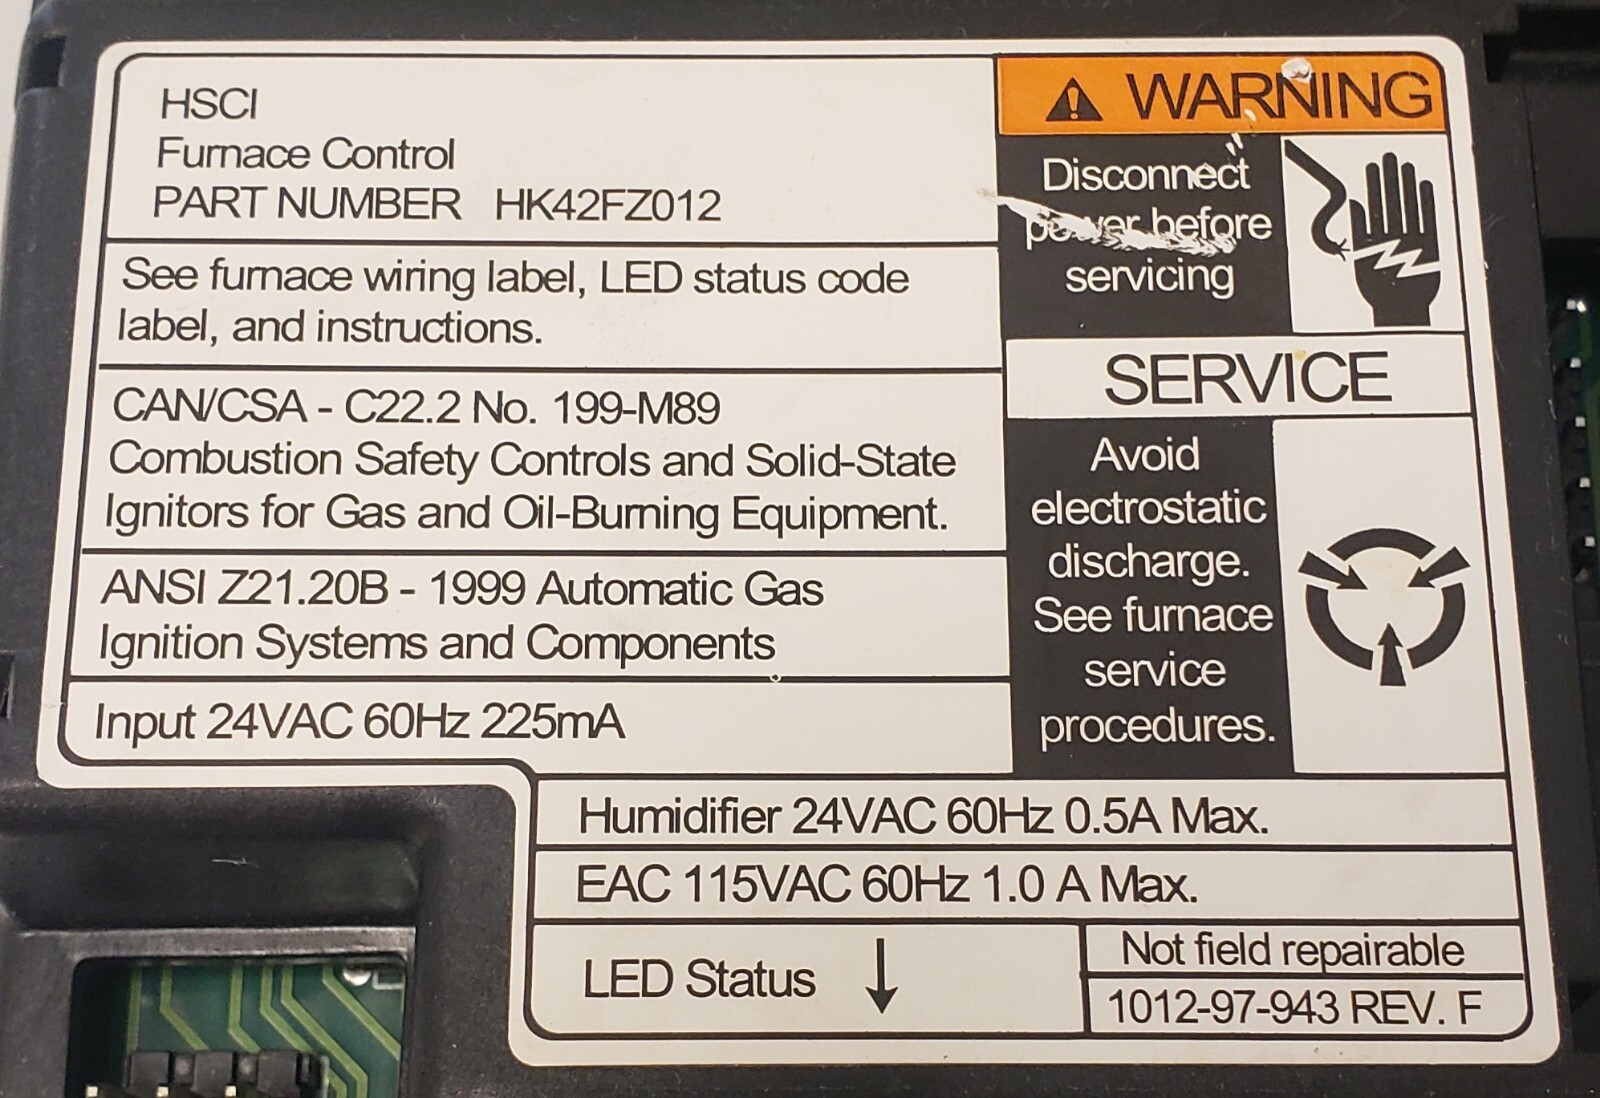 HSCI
Furnace Control
PART NUMBER HK42FZ012
See furnace wiring label, LED status code
label, and instructions.
CAN/CSA - C22.2 No. 199-M89
Combustion Safety Controls and Solid-State
Ignitors for Gas and Oil-Burning Equipment.
ANSI Z21.20B - 1999 Automatic Gas
Ignition Systems and Components
Input 24VAC 60Hz 225mA
WARNING
Disconnect
power before
servicing
SERVICE
Avoid
electrostatic
discharge.
See furnace
service
procedures.
Humidifier 24VAC 60Hz 0.5A Max.
EAC 115VAC 60Hz 1.0 A Max.
LED Status ↓
Not field repairable
1012-97-943 REV. F